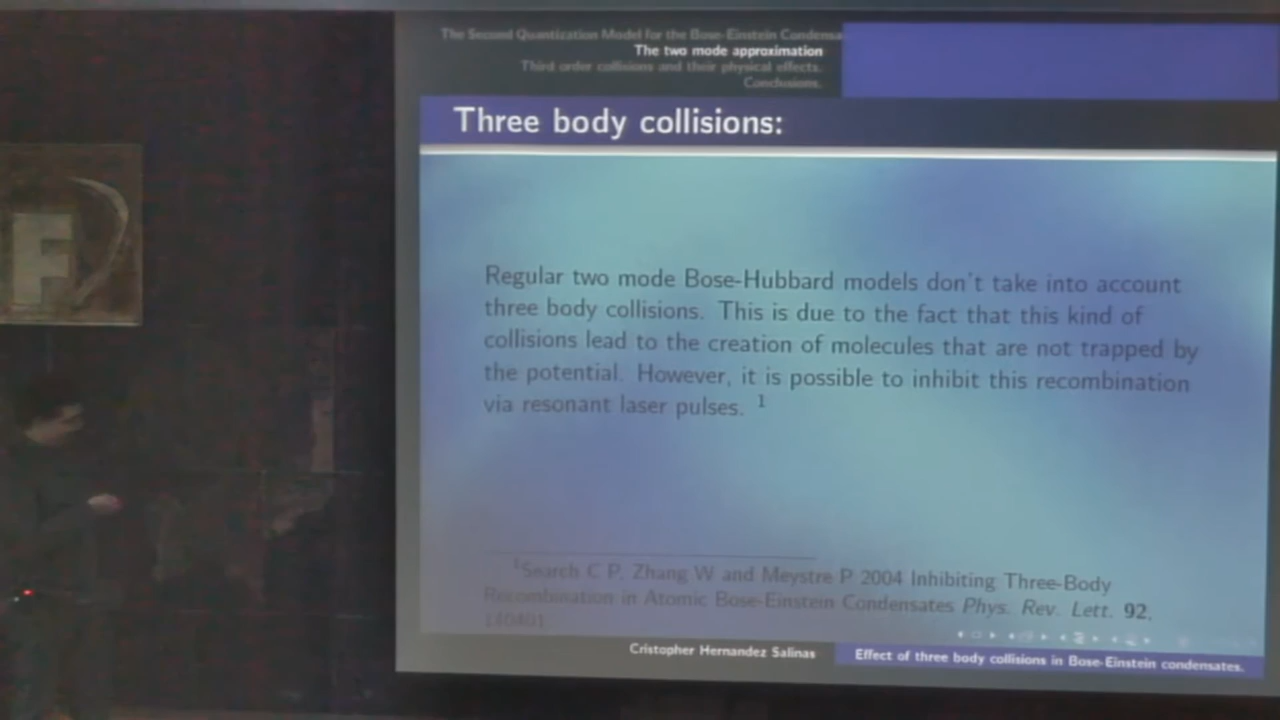 The Second Quantization Model for the Bose-Einstein Condensa
The two mode approximation
Third order collisions and their physical effects.
Conclusions.
Three body collisions:
F
Regular two mode Bose-Hubbard models don't take into account
three body collisions. This is due to the fact that this kind of
collisions lead to the creation of molecules that are not trapped by
the potential. However, it is possible to inhibit this recombination
via resonant laser pulses. 1
1Search C P, Zhang W and Meystre P 2004 Inhibiting Three-Body
Recombination in Atomic Bose-Einstein Condensates Phys. Rev. Lett. 92,
Cristopher Hernandez Salinas
Effect of three body collisions in Bose-Einstein condensates.